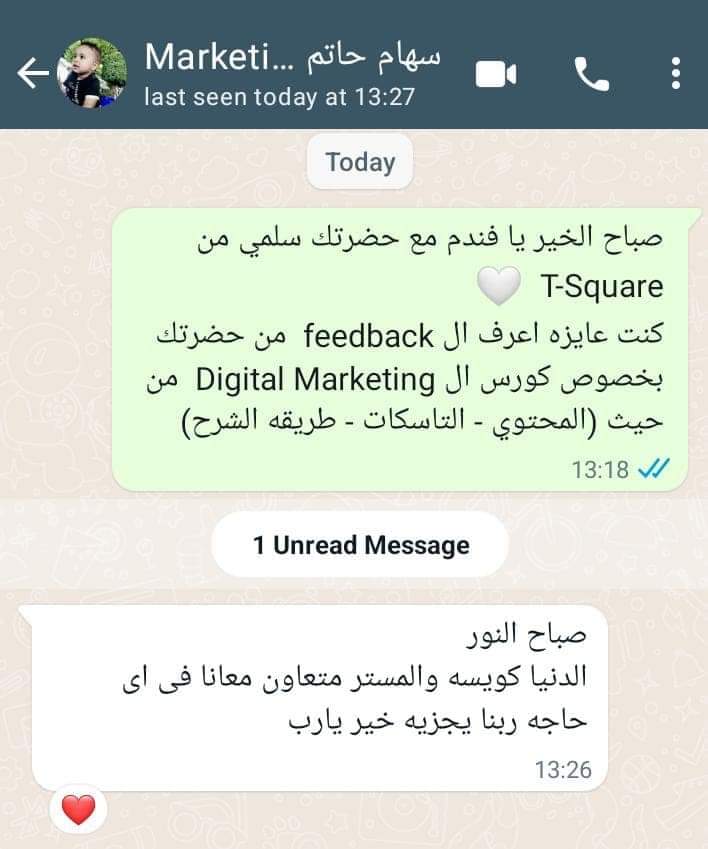 سهام حاتم Marketi...
last seen today at 13:27
Today
صباح الخير يا فندم مع حضرتك سلمي من
T-Square 🤍
كنت عايزه اعرف ال feedback من حضرتك
بخصوص كورس ال Digital Marketing من
حيث (المحتوي - التاسكات - طريقه الشرح)
13:18
1 Unread Message
صباح النور
الدنيا كويسه والمستر متعاون معانا فى اى
حاجه ربنا يجزيه خير يارب
13:26
❤️